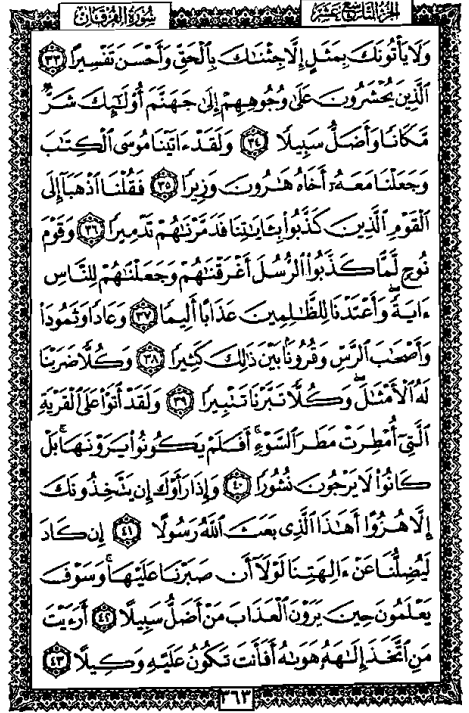 الجزء التاسع عشر
سورة الفرقان
وَلَا يَأْتُونَكَ بِمَثَلٍ إِلَّا جِئْنَٰكَ بِٱلْحَقِّ وَأَحْسَنَ تَفْسِيرًا ٣٣
ٱلَّذِينَ يُحْشَرُونَ عَلَىٰ وُجُوهِهِمْ إِلَىٰ جَهَنَّمَ أُو۟لَٰٓئِكَ شَرٌّ
مَّكَانًا وَأَضَلُّ سَبِيلًا ٣٤ وَلَقَدْ ءَاتَيْنَا مُوسَى ٱلْكِتَٰبَ
وَجَعَلْنَا مَعَهُۥٓ أَخَاهُ هَٰرُونَ وَزِيرًا ٣٥ فَقُلْنَا ٱذْهَبَآ إِلَى
ٱلْقَوْمِ ٱلَّذِينَ كَذَّبُوا۟ بِـَٔايَٰتِنَا فَدَمَّرْنَٰهُمْ تَدْمِيرًا ٣٦ وَقَوْمَ
نُوحٍ لَّمَّا كَذَّبُوا۟ ٱلرُّسُلَ أَغْرَقْنَٰهُمْ وَجَعَلْنَٰهُمْ لِلنَّاسِ
ءَايَةً ۖ وَأَعْتَدْنَا لِلظَّٰلِمِينَ عَذَابًا أَلِيمًا ٣٧ وَعَادًا وَثَمُودَا۟
وَأَصْحَٰبَ ٱلرَّسِّ وَقُرُونًۢا بَيْنَ ذَٰلِكَ كَثِيرًا ٣٨ وَكُلًّا ضَرَبْنَا
لَهُ ٱلْأَمْثَٰلَ ۖ وَكُلًّا تَبَّرْنَا تَتْبِيرًا ٣٩ وَلَقَدْ أَتَوْا۟ عَلَى ٱلْقَرْيَةِ
ٱلَّتِىٓ أُمْطِرَتْ مَطَرَ ٱلسَّوْءِ ۚ أَفَلَمْ يَكُونُوا۟ يَرَوْنَهَا ۚ بَلْ
كَانُوا۟ لَا يَرْجُونَ نُشُورًا ٤٠ وَإِذَا رَأَوْكَ إِن يَتَّخِذُونَكَ
إِلَّا هُزُوًا أَهَٰذَا ٱلَّذِى بَعَثَ ٱللَّهُ رَسُولًا ٤١ إِن كَادَ
لَيُضِلُّنَا عَنْ ءَالِهَتِنَا لَوْلَآ أَن صَبَرْنَا عَلَيْهَا ۚ وَسَوْفَ
يَعْلَمُونَ حِينَ يَرَوْنَ ٱلْعَذَابَ مَنْ أَضَلُّ سَبِيلًا ٤٢ أَرَءَيْتَ
مَنِ ٱتَّخَذَ إِلَٰهَهُۥ هَوَىٰهُ أَفَأَنتَ تَكُونُ عَلَيْهِ وَكِيلًا ٤٣
٣٦٣